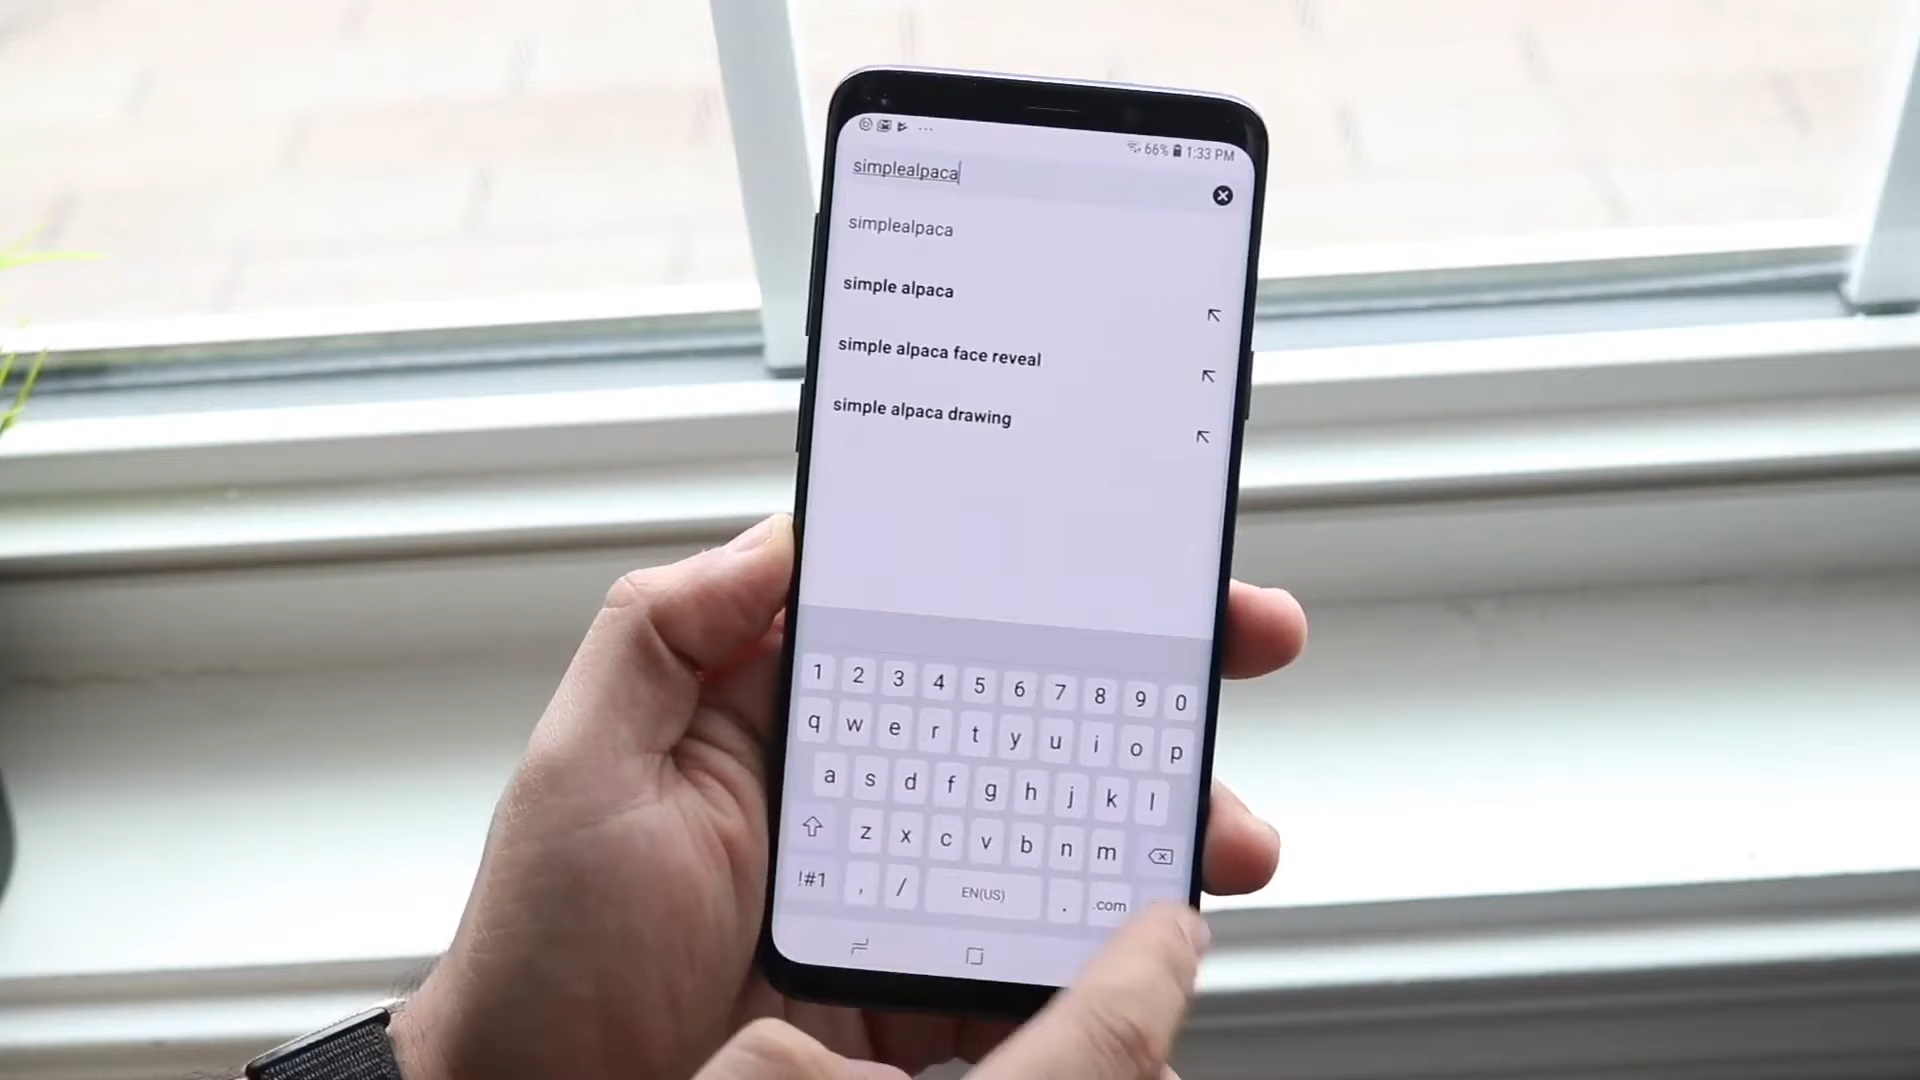 66% 1:33 PM
simplealpaca
simplealpaca
simple alpaca
simple alpaca face reveal
simple alpaca drawing
1 2 3 4 5 6 7 8 9 0
q w e r t y u i o p
a s d f g h j k l
z x c v b n m
!#1 , / EN(US) . .com